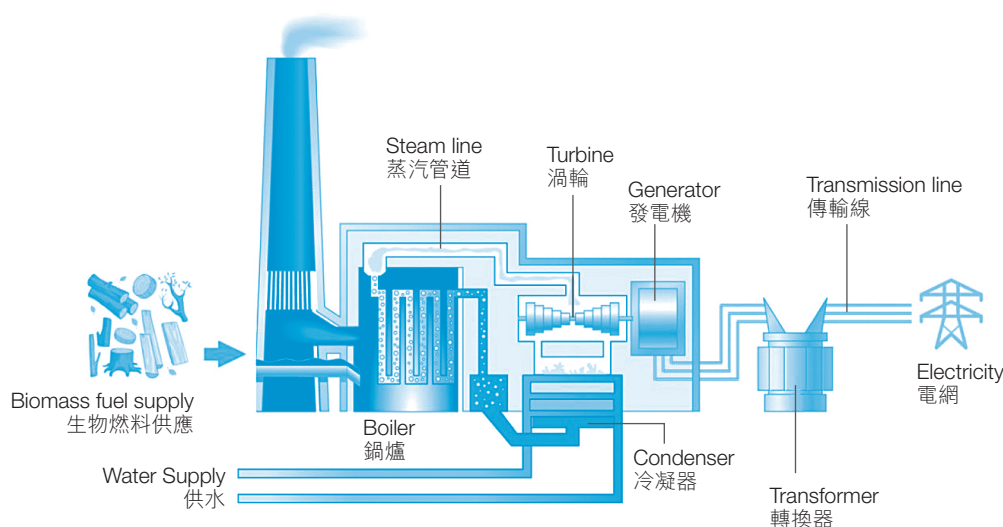 Steam line
蒸汽管道
Turbine
渦輪
Generator
發電機
Transmission line
傳輸線
Biomass fuel supply
生物燃料供應
Boiler
鍋爐
Electricity
電網
Water Supply
供水
Condenser
冷凝器
Transformer
轉換器